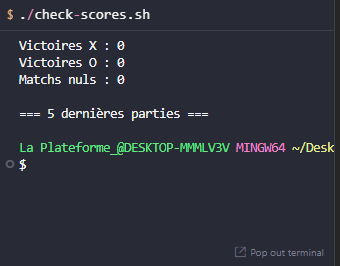 $ ./check-scores.sh
Victoires X : 0
Victoires O : 0
Matchs nuls : 0
=== 5 dernières parties ===
La Plateforme_@DESKTOP-MMMLV3V MINGW64 ~/Desk
$
Pop out terminal